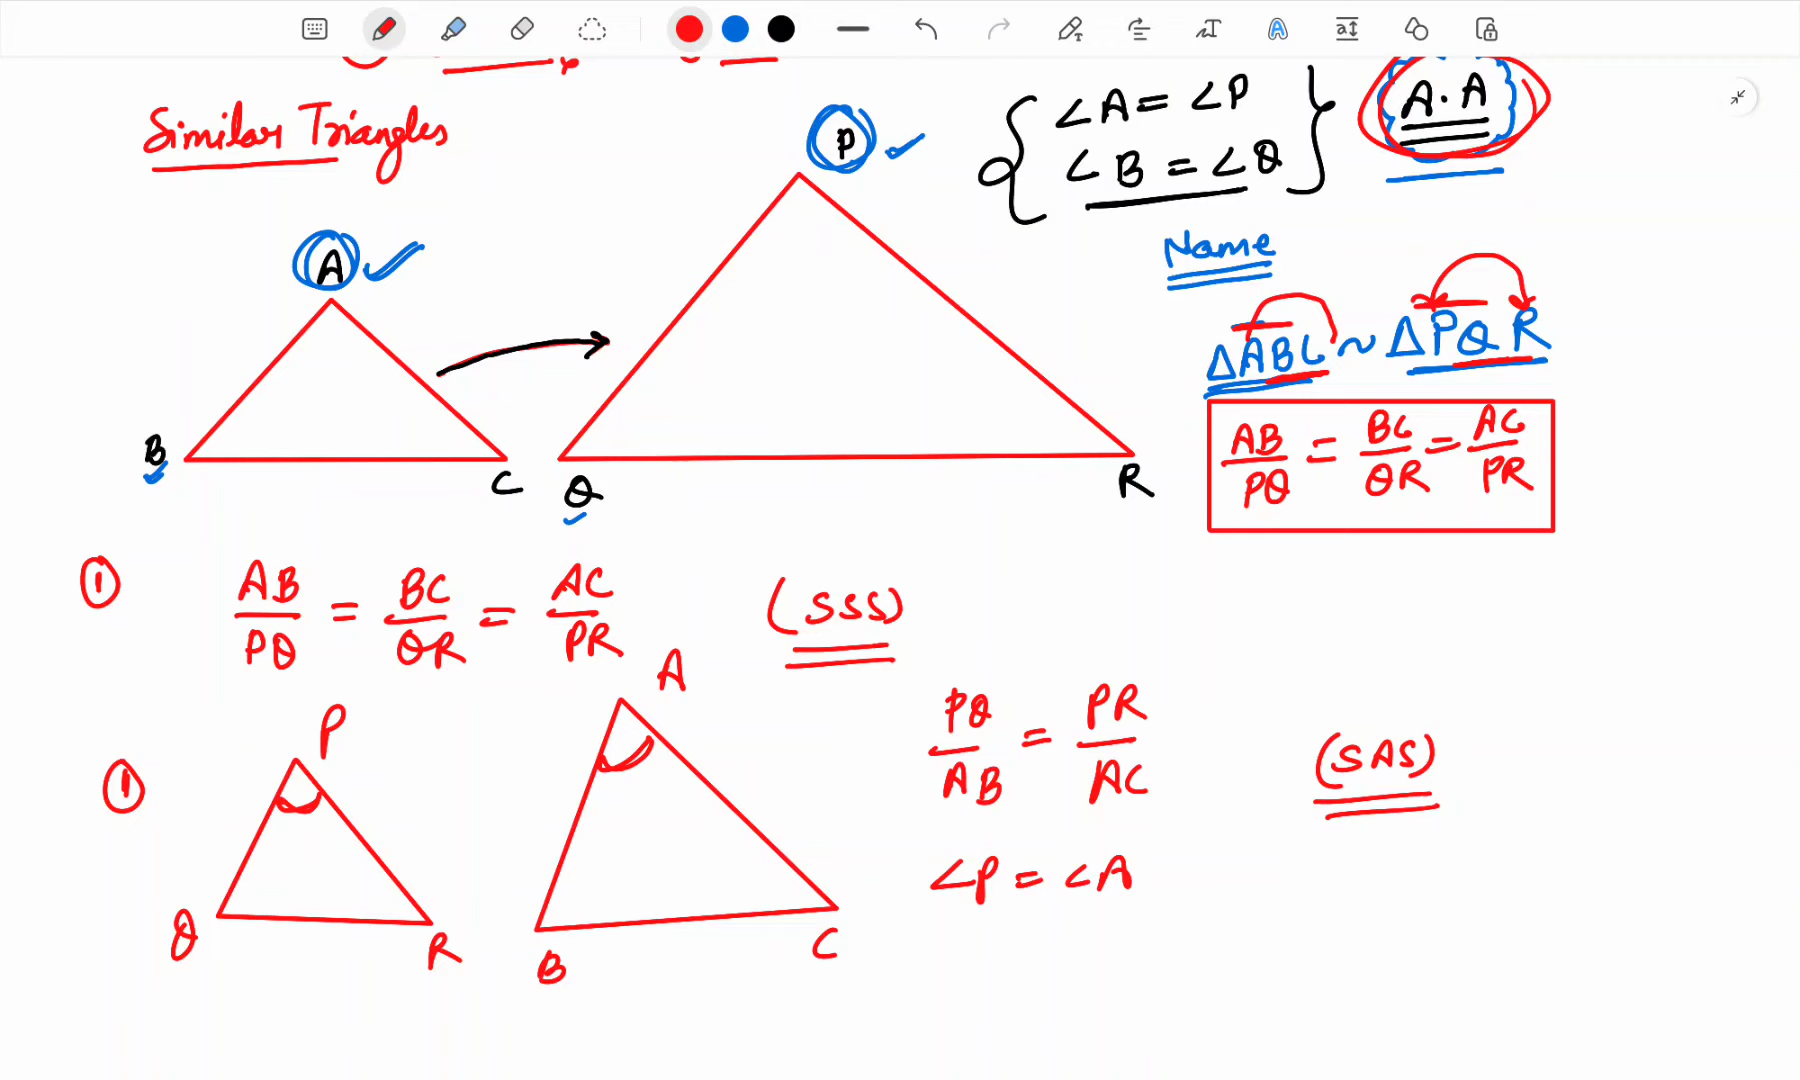 Similar Triangles
P
∠A = ∠P
∠B = ∠Q
A·A
A
Name
ΔABC ~ ΔPQR
AB/PQ = BC/QR = AC/PR
B
C
Q
R
① AB/PQ = BC/QR = AC/PR (SSS)
A
P
PQ/AB = PR/AC (SAS)
①
∠P = ∠A
Q
R
B
C